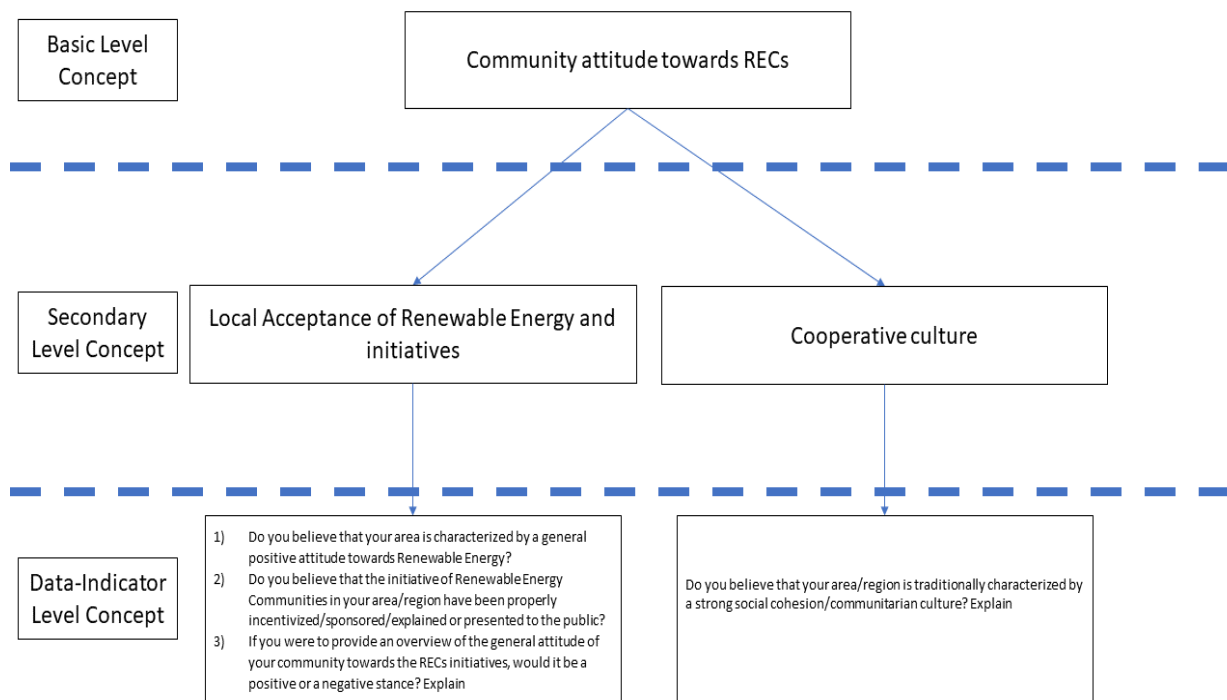 Basic Level
Concept
Community attitude towards RECs
Secondary
Level Concept
Local Acceptance of Renewable Energy and
initiatives
Cooperative culture
Data-Indicator
Level Concept
1) Do you believe that your area is characterized by a general
positive attitude towards Renewable Energy?
2) Do you believe that the initiative of Renewable Energy
Communities in your area/region have been properly
incentivized/sponsored/explained or presented to the public?
3) If you were to provide an overview of the general attitude of
your community towards the RECs initiatives, would it be a
positive or a negative stance? Explain
Do you believe that your area/region is traditionally characterized by
a strong social cohesion/communitarian culture? Explain